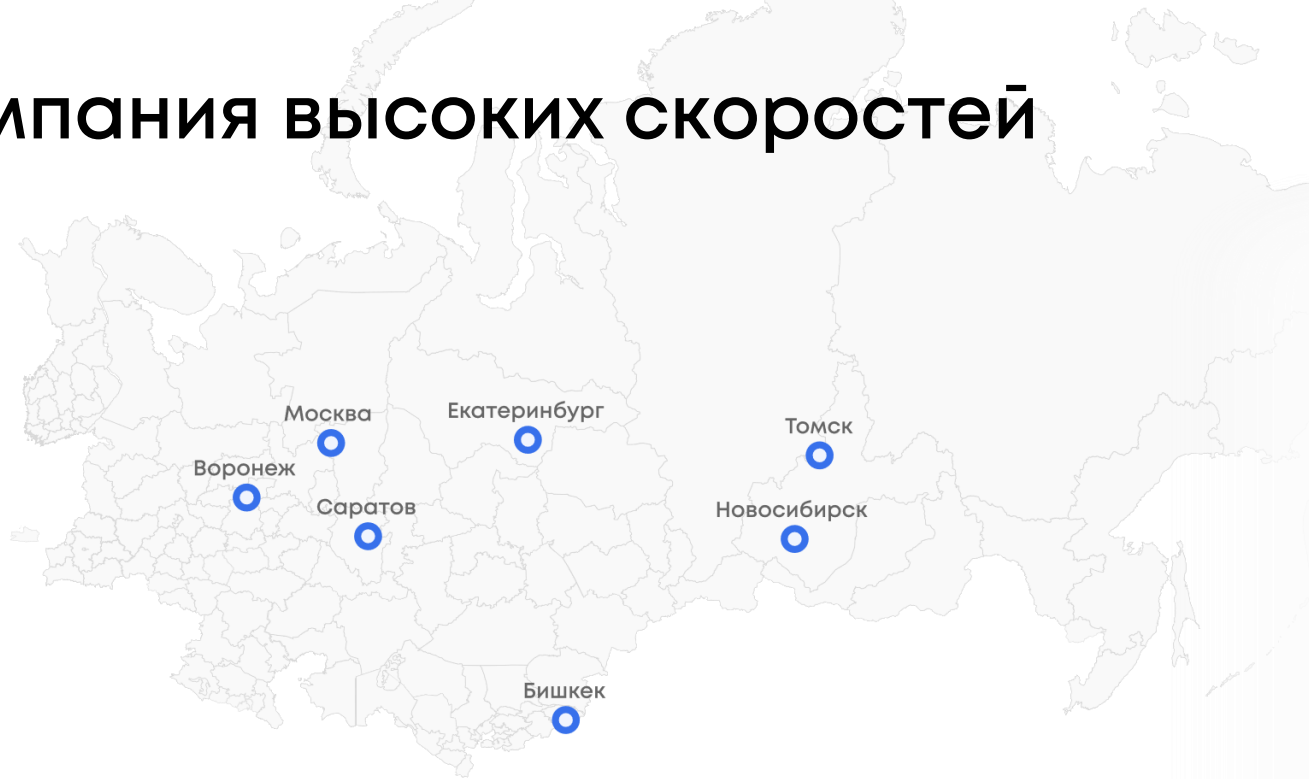 мпания высоких скоростей
Москва
Екатеринбург
Томск
Воронеж
Саратов
Новосибирск
Бишкек